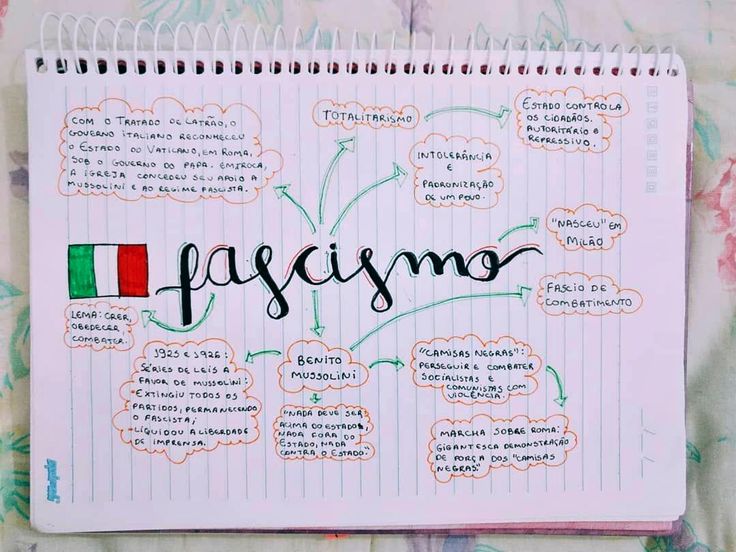 COM O TRATADO DE LATRÃO, O
GOVERNO ITALIANO RECONHECEU
O ESTADO DO VATICANO, EM ROMA,
SOB O GOVERNO DO PAPA. EM TROCA,
A IGREJA CONCEDEU SEU APOIO A
MUSSOLINI E AO REGIME FASCISTA.
TOTALITARISMO
ESTADO CONTROLA
OS CIDADÃOS.
AUTORITÁRIO E
REPRESSIVO.
INTOLERÂNCIA
E
PADRONIZAÇÃO
DE UM POVO.
"NASCEU" EM
MILÃO
fascismo
FASCIO DE
COMBATIMENTO
LEMA: CRER,
OBEDECER,
COMBATER.
1925 E 1926:
SÉRIES DE LEIS A
FAVOR DE MUSSOLINI:
EXTINGIU TODOS OS
PARTIDOS, PERMANECENDO
O FASCISTA;
LIQUIDOU A LIBERDADE
DE IMPRENSA.
BENITO
MUSSOLINI
"NADA DEVE SER
ACIMA DO ESTADO,
NADA FORA DO
ESTADO, NADA
CONTRA O ESTADO."
"CAMISAS NEGRAS":
PERSEGUIR E COMBATER
SOCIALISTAS E
COMUNISTAS COM
VIOLÊNCIA.
MARCHA SOBRE ROMA:
GIGANTESCA DEMONSTRAÇÃO
DE FORÇA DOS "CAMISAS
NEGRAS"